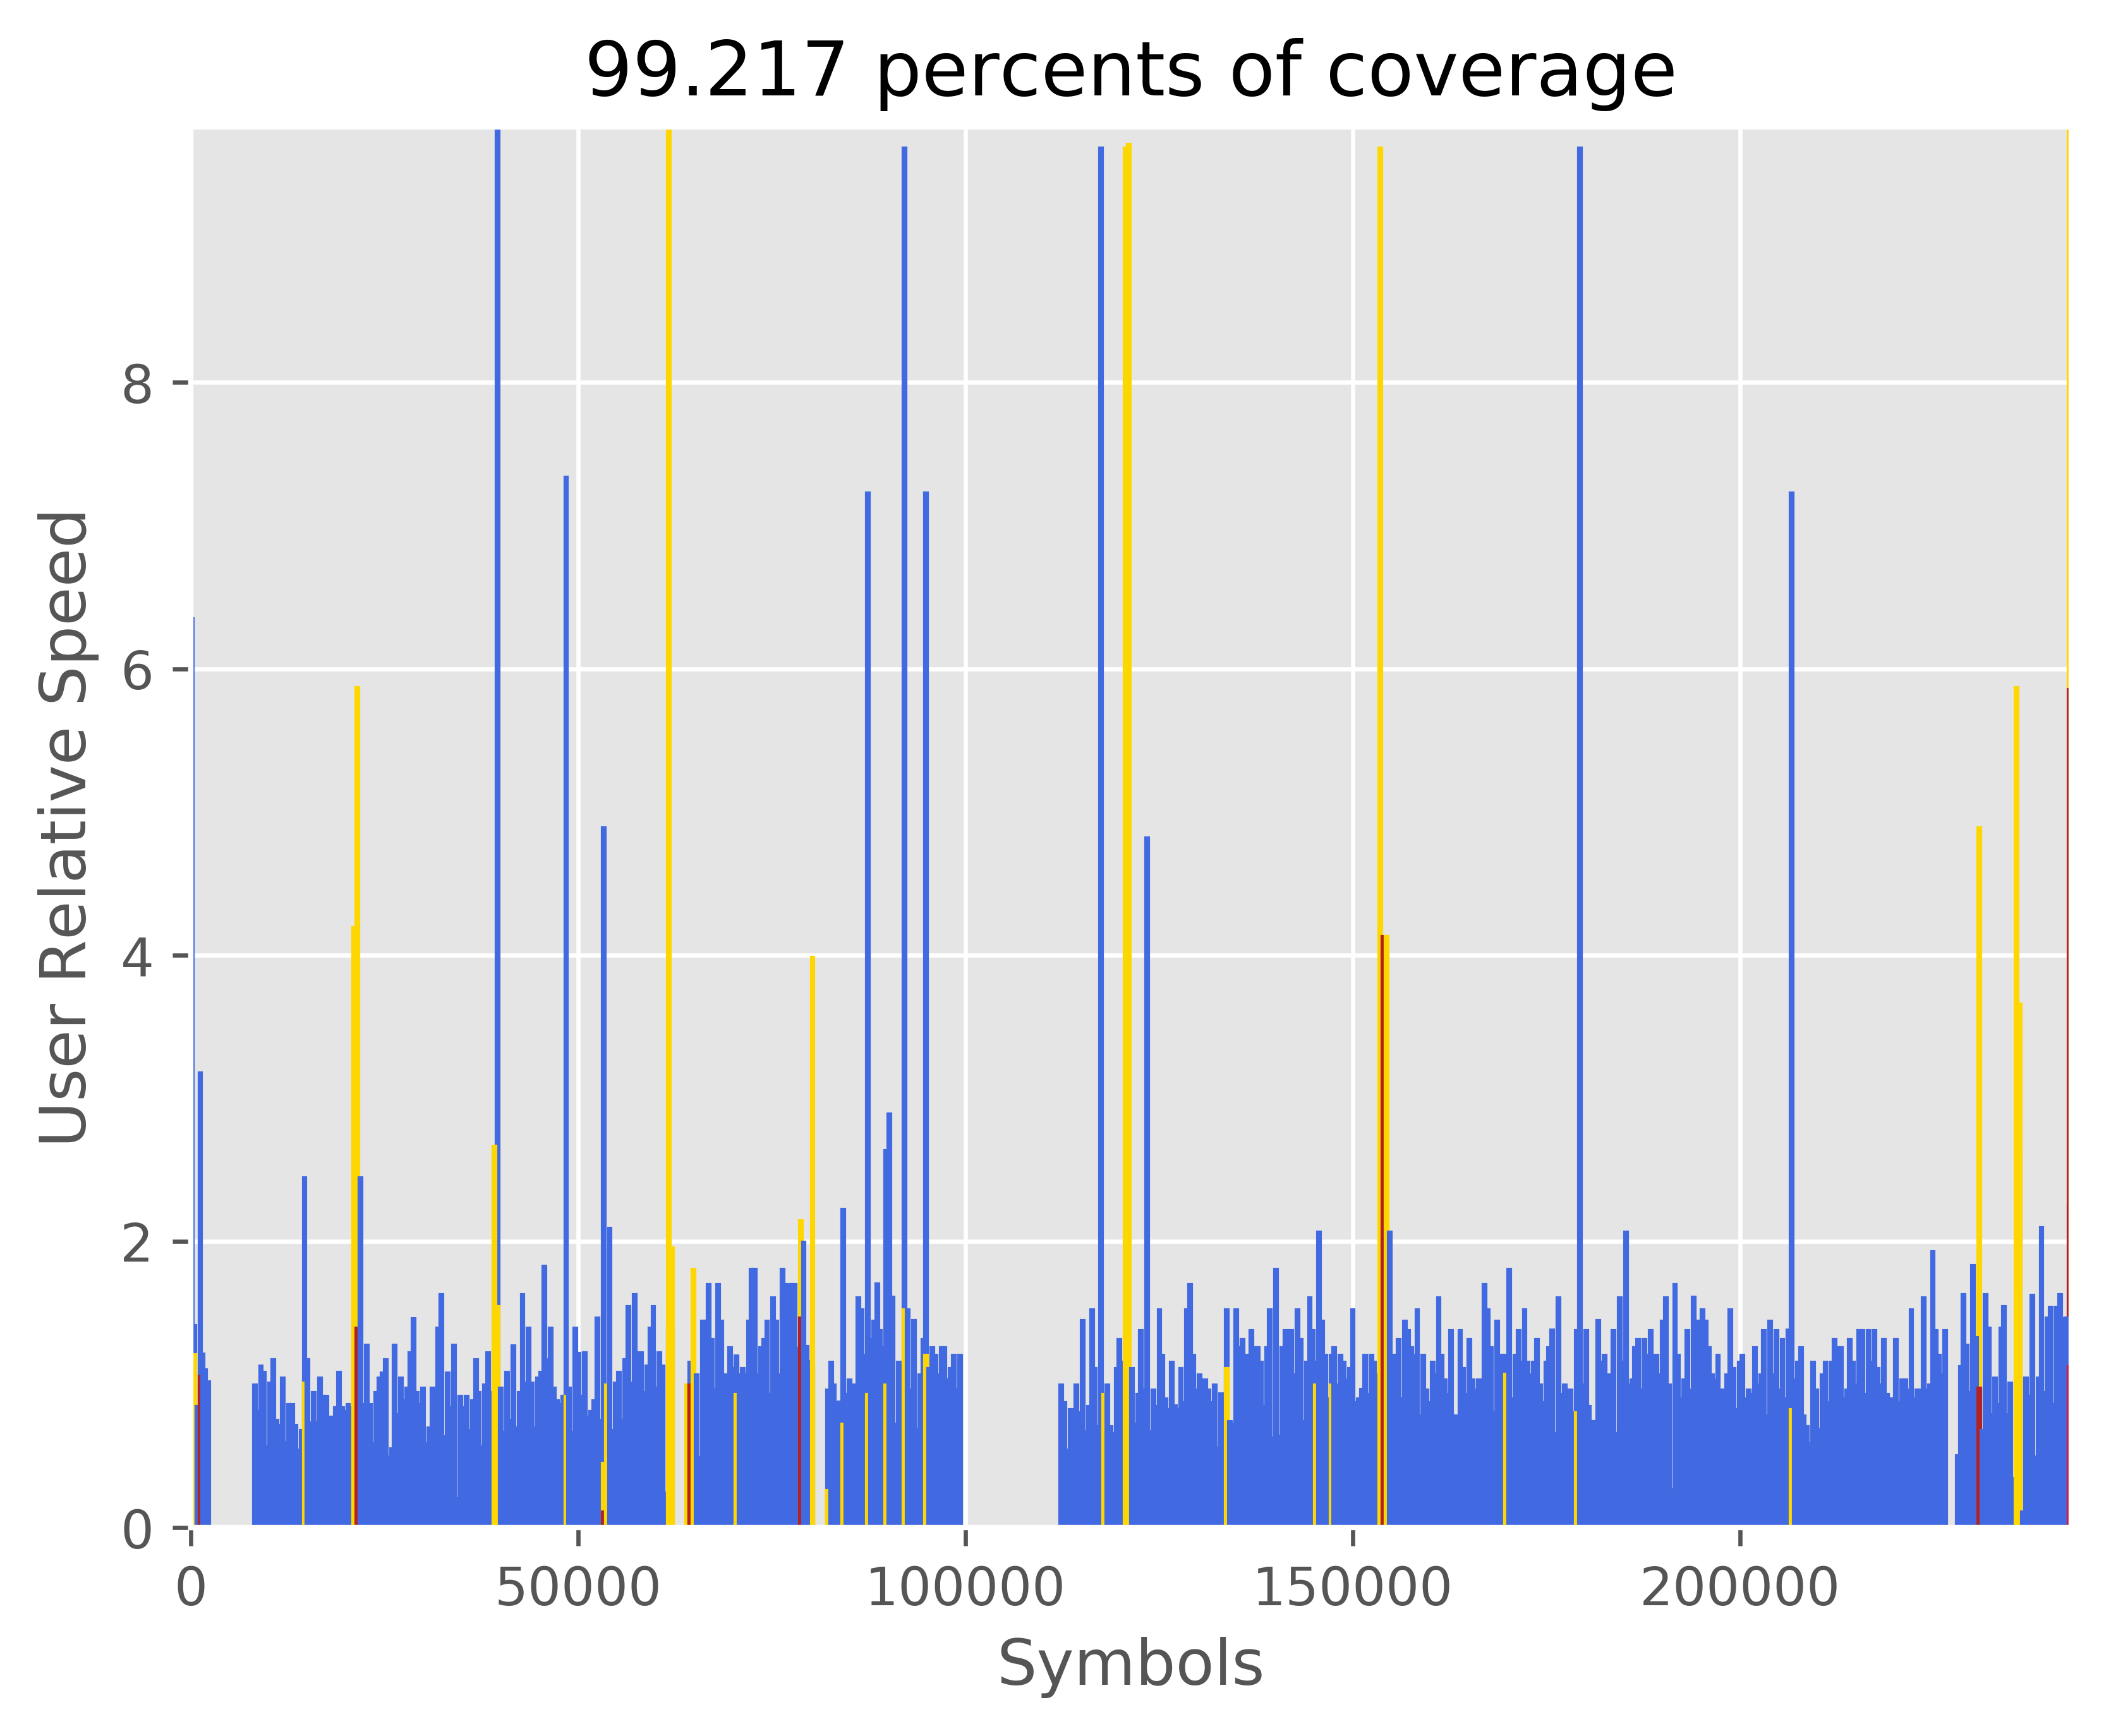 99.217 percents of coverage
User Relative Speed
8
6
4
2
0
0 50000 100000 150000 200000
Symbols